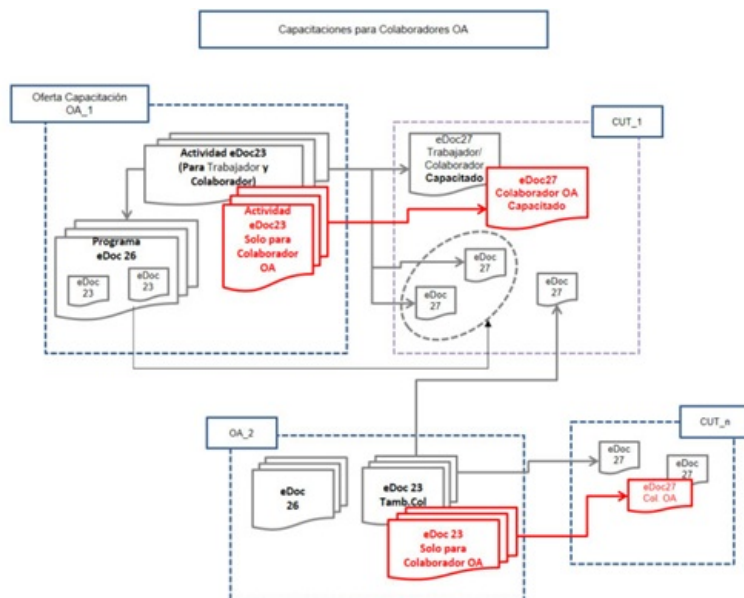 Capacitaciones para Colaboradores OA
Oferta Capacitación
OA_1
CUT_1
Actividad eDoc23
(Para Trabajador y
Colaborador)
eDoc27
Trabajador/
Colaborador
Capacitado
eDoc27
Colaborador OA
Capacitado
Actividad
eDoc23
Solo para
Colaborador
OA
Programa
eDoc 26
eDoc
23
eDoc
23
eDoc
27
eDoc
27
eDoc
27
OA_2
CUT_n
eDoc
26
eDoc 23
Tamb.Col
eDoc 23
Solo para
Colaborador OA
eDoc
27
eDoc
27
eDoc27
Col OA